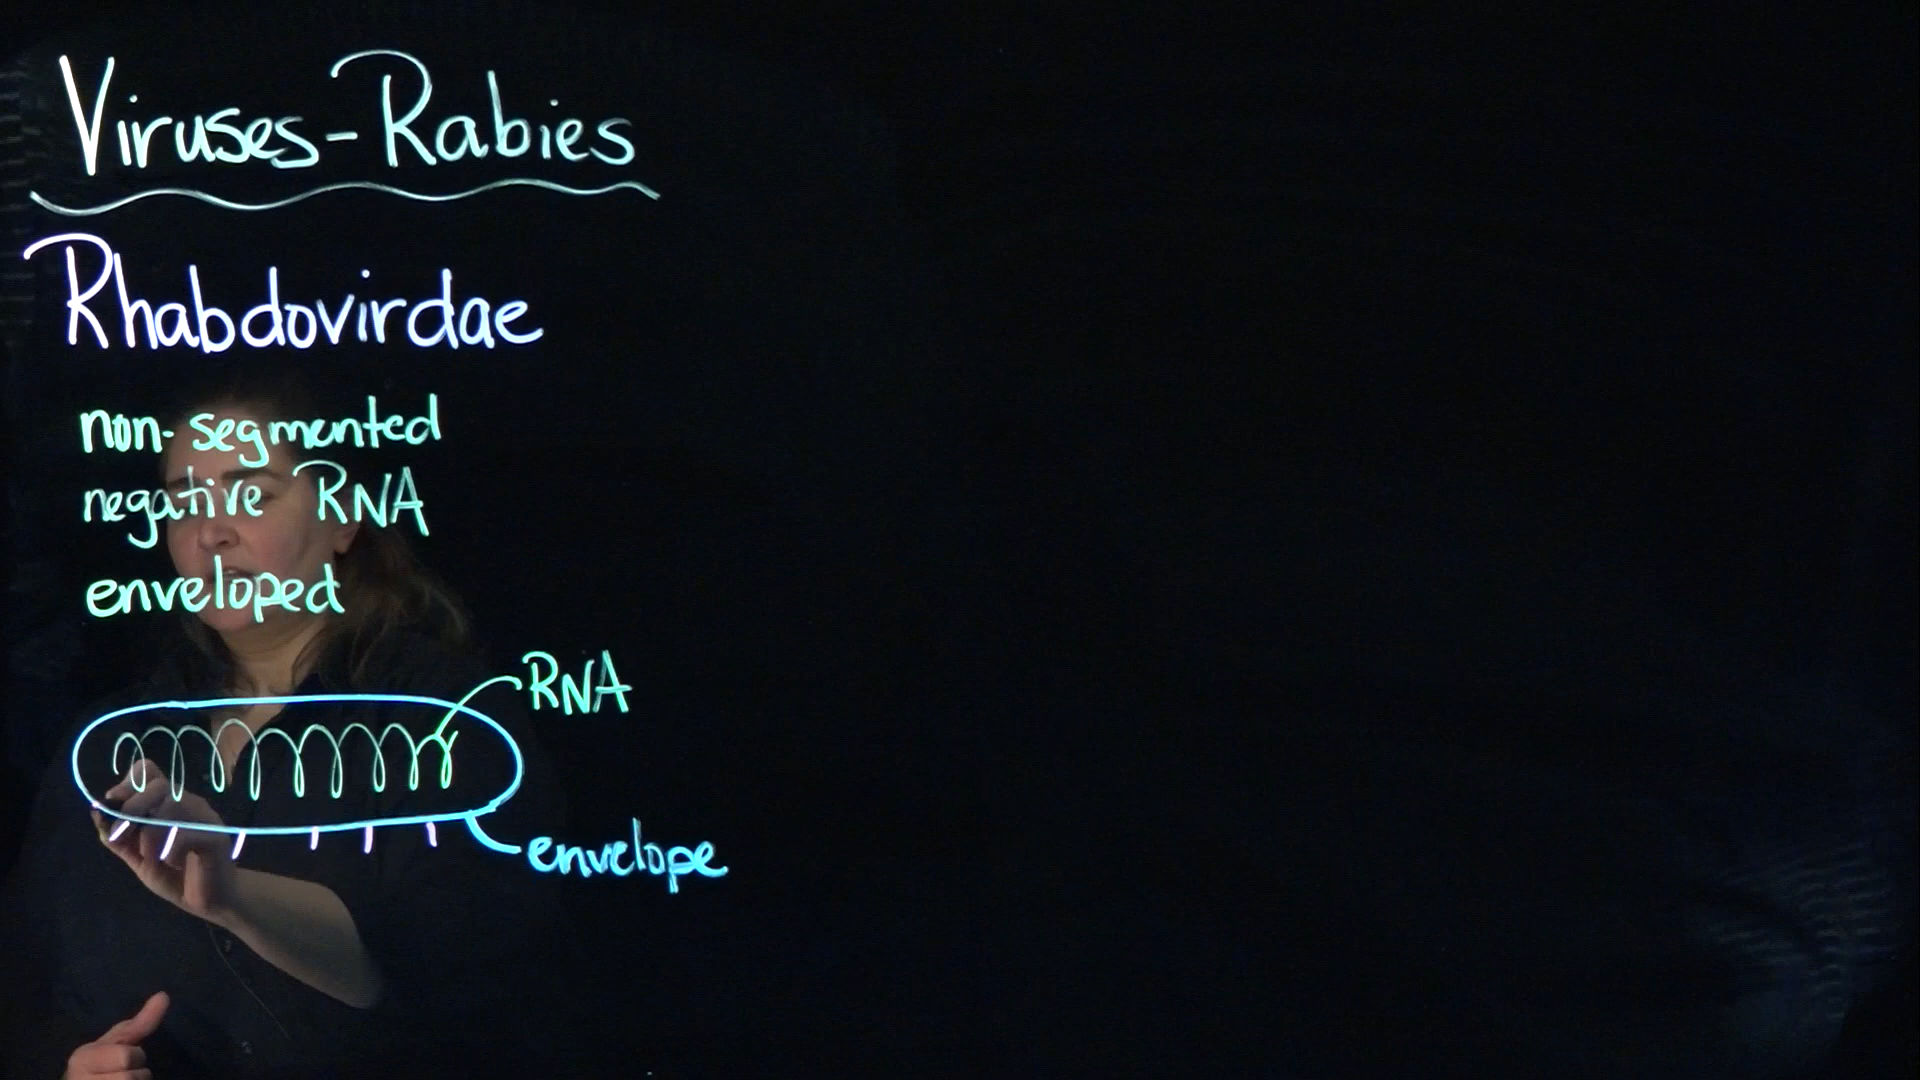 Viruses-Rabies
Rhabdovirdae
non-segmented
negative RNA
enveloped
RNA
envelope